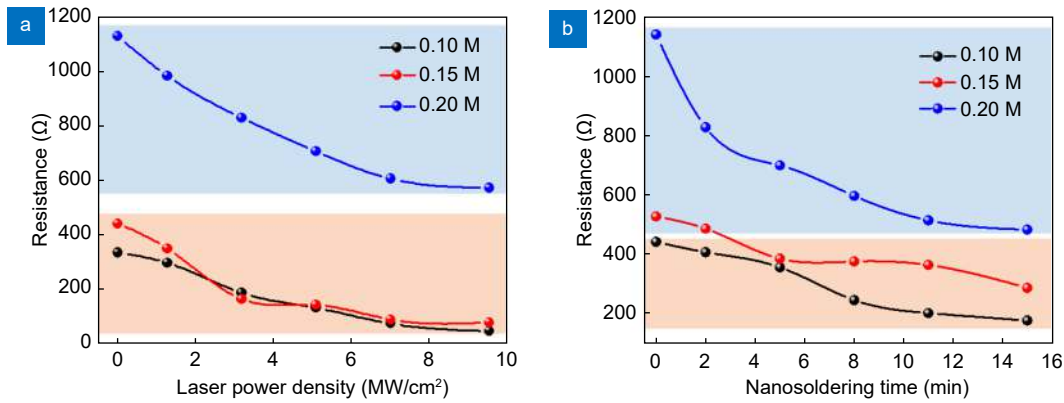 a
1200
1000
800
600
400
200
0
Resistance (Ω)
0.10 M
0.15 M
0.20 M
0 2 4 6 8 10
Laser power density (MW/cm²)
b
1200
1000
800
600
400
200
Resistance (Ω)
0.10 M
0.15 M
0.20 M
0 2 4 6 8 10 12 14 16
Nanosoldering time (min)